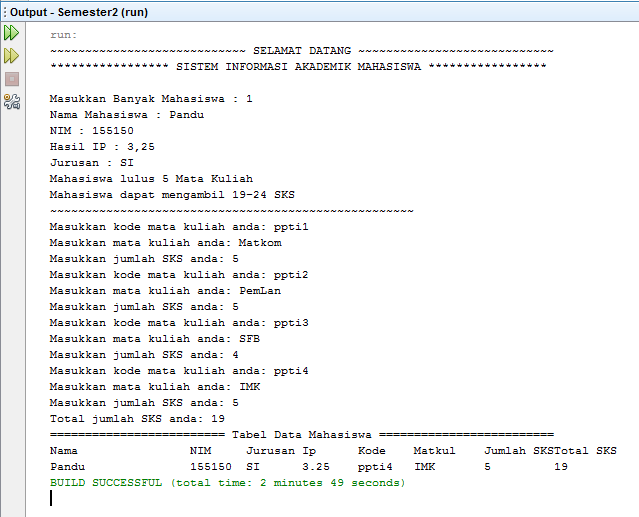 Output - Semester2 (run)
run:
~~~~~~~~~~~~~~~~~~~~~~~~~~~~ SELAMAT DATANG ~~~~~~~~~~~~~~~~~~~~~~~~~~~~
***************** SISTEM INFORMASI AKADEMIK MAHASISWA *****************
Masukkan Banyak Mahasiswa : 1
Nama Mahasiswa : Pandu
NIM : 155150
Hasil IP : 3,25
Jurusan : SI
Mahasiswa lulus 5 Mata Kuliah
Mahasiswa dapat mengambil 19-24 SKS
~~~~~~~~~~~~~~~~~~~~~~~~~~~~~~~~~~~~~~~~~~~~~~~~~~~~
Masukkan kode mata kuliah anda: ppti1
Masukkan mata kuliah anda: Matkom
Masukkan jumlah SKS anda: 5
Masukkan kode mata kuliah anda: ppti2
Masukkan mata kuliah anda: PemLan
Masukkan jumlah SKS anda: 5
Masukkan kode mata kuliah anda: ppti3
Masukkan mata kuliah anda: SFB
Masukkan jumlah SKS anda: 4
Masukkan kode mata kuliah anda: ppti4
Masukkan mata kuliah anda: IMK
Masukkan jumlah SKS anda: 5
Total jumlah SKS anda: 19
========================= Tabel Data Mahasiswa =========================
Nama NIM Jurusan Ip Kode Matkul Jumlah SKSTotal SKS
Pandu 155150 SI 3.25 ppti4 IMK 5 19
BUILD SUCCESSFUL (total time: 2 minutes 49 seconds)